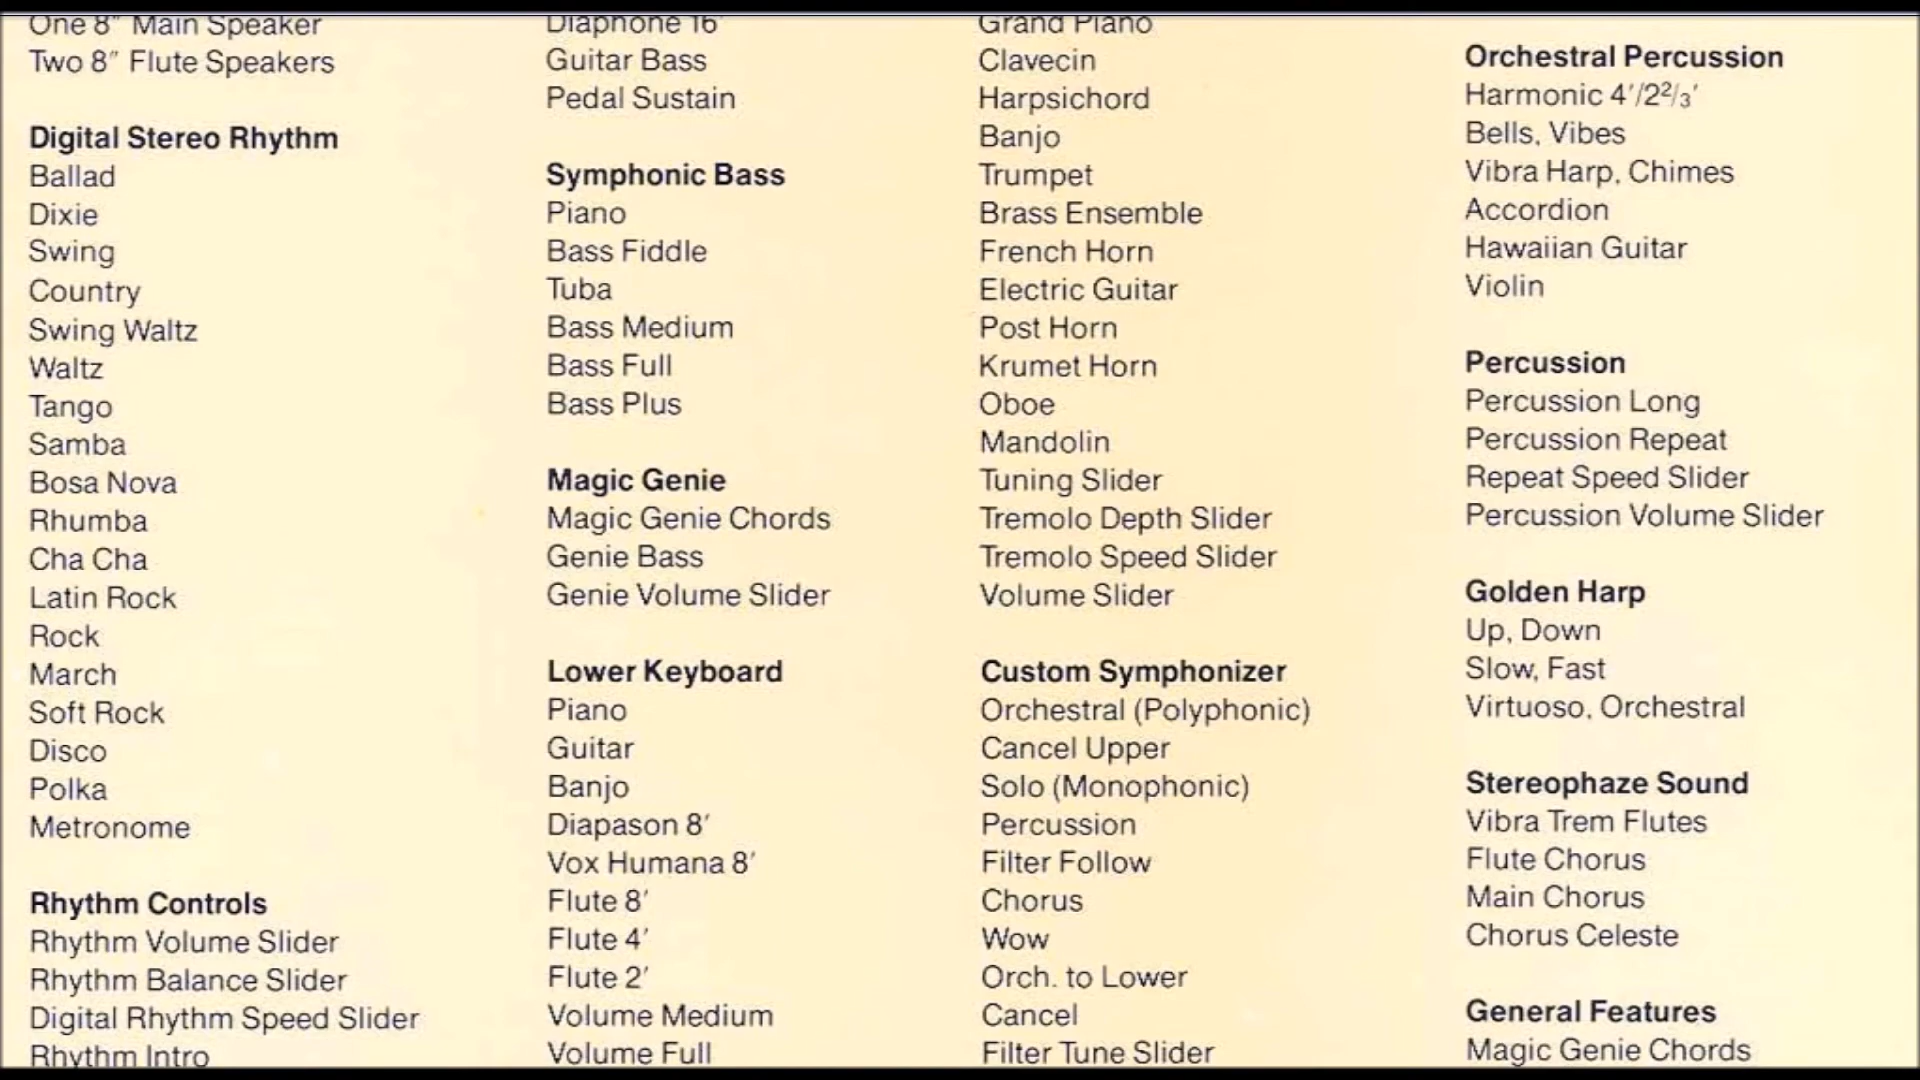 One 8″ Main Speaker
Two 8″ Flute Speakers
Digital Stereo Rhythm
Ballad
Dixie
Swing
Country
Swing Waltz
Waltz
Tango
Samba
Bosa Nova
Rhumba
Cha Cha
Latin Rock
Rock
March
Soft Rock
Disco
Polka
Metronome
Rhythm Controls
Rhythm Volume Slider
Rhythm Balance Slider
Digital Rhythm Speed Slider
Rhythm Intro
Diaphone 16′
Guitar Bass
Pedal Sustain
Symphonic Bass
Piano
Bass Fiddle
Tuba
Bass Medium
Bass Full
Bass Plus
Magic Genie
Magic Genie Chords
Genie Bass
Genie Volume Slider
Lower Keyboard
Piano
Guitar
Banjo
Diapason 8′
Vox Humana 8′
Flute 8′
Flute 4′
Flute 2′
Volume Medium
Volume Full
Grand Piano
Clavecin
Harpsichord
Banjo
Trumpet
Brass Ensemble
French Horn
Electric Guitar
Post Horn
Krumet Horn
Oboe
Mandolin
Tuning Slider
Tremolo Depth Slider
Tremolo Speed Slider
Volume Slider
Custom Symphonizer
Orchestral (Polyphonic)
Cancel Upper
Solo (Monophonic)
Percussion
Filter Follow
Chorus
Wow
Orch. to Lower
Cancel
Filter Tune Slider
Orchestral Percussion
Harmonic 4′/2²/₃′
Bells, Vibes
Vibra Harp, Chimes
Accordion
Hawaiian Guitar
Violin
Percussion
Percussion Long
Percussion Repeat
Repeat Speed Slider
Percussion Volume Slider
Golden Harp
Up, Down
Slow, Fast
Virtuoso, Orchestral
Stereophaze Sound
Vibra Trem Flutes
Flute Chorus
Main Chorus
Chorus Celeste
General Features
Magic Genie Chords